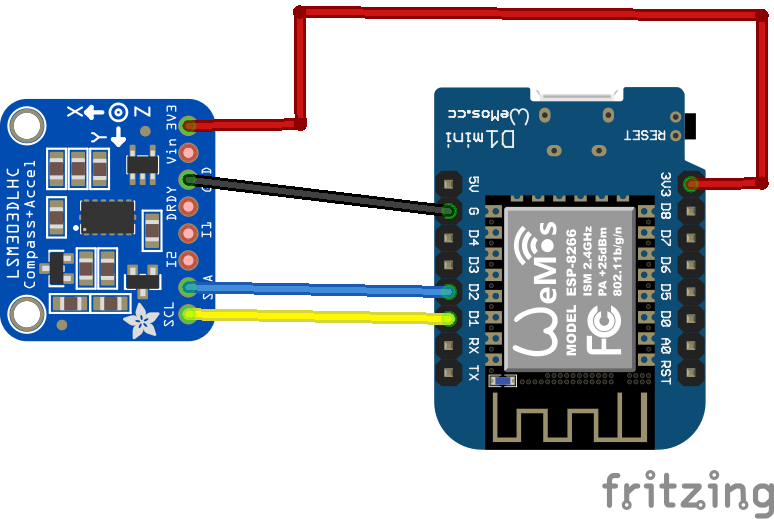 X
Z
Y
LSM303DLHC
Compass+Accel
3V3
Vin
DRDY
I1
I2
SCL
WeMos.cc
D1 mini
RESET
5V
G
D4
D3
D2
D1
RX
TX
3V3
D8
D7
D6
D5
D0
A0
RST
WeMos
MODEL ESP-8266
ISM 2.4GHz
PA +25dBm
802.11b/g/n
FC
fritzing